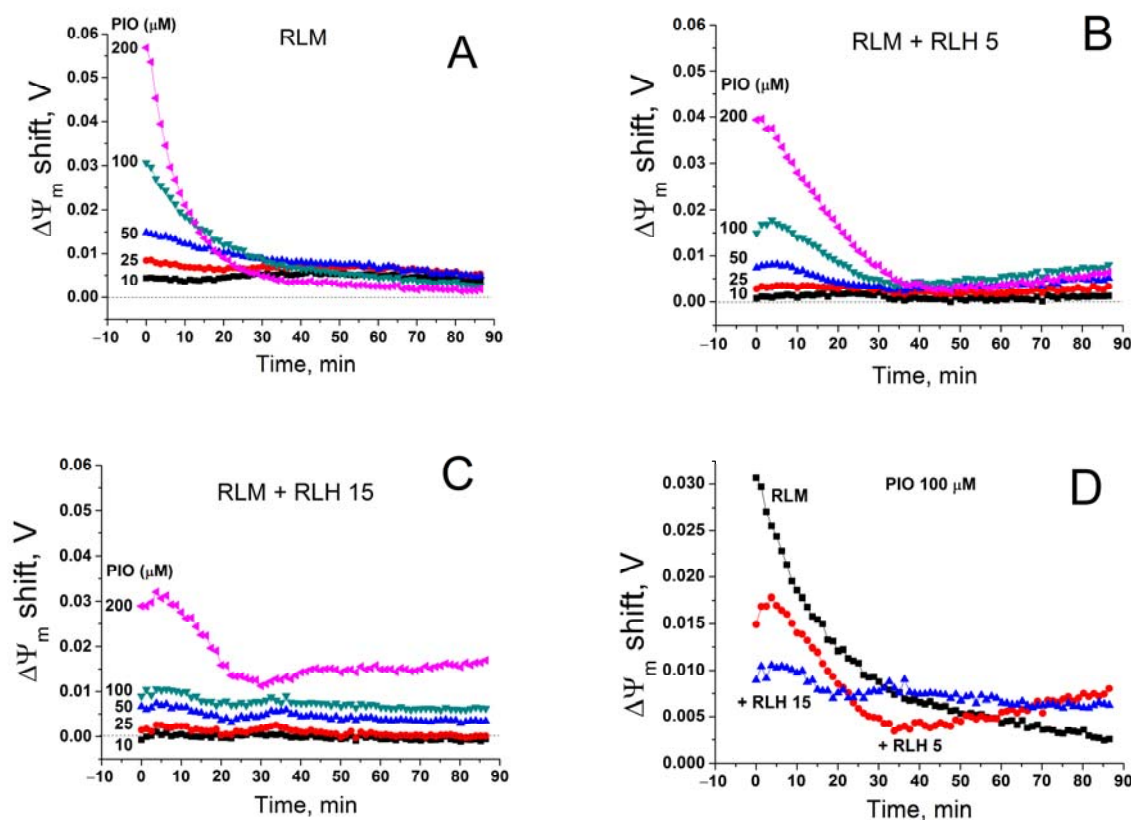 A
RLM
PIO (μM)
200
100
50
25
10
0.06
0.05
0.04
0.03
0.02
0.01
0.00
ΔΨm shift, V
−10 0 10 20 30 40 50 60 70 80 90
Time, min
B
RLM + RLH 5
PIO (μM)
200
100
50
25
10
0.06
0.05
0.04
0.03
0.02
0.01
0.00
ΔΨm shift, V
−10 0 10 20 30 40 50 60 70 80 90
Time, min
C
RLM + RLH 15
PIO (μM)
200
100
50
25
10
0.06
0.05
0.04
0.03
0.02
0.01
0.00
ΔΨm shift, V
−10 0 10 20 30 40 50 60 70 80 90
Time, min
D
PIO 100 μM
RLM
+ RLH 15
+ RLH 5
0.030
0.025
0.020
0.015
0.010
0.005
0.000
ΔΨm shift, V
−10 0 10 20 30 40 50 60 70 80 90
Time, min